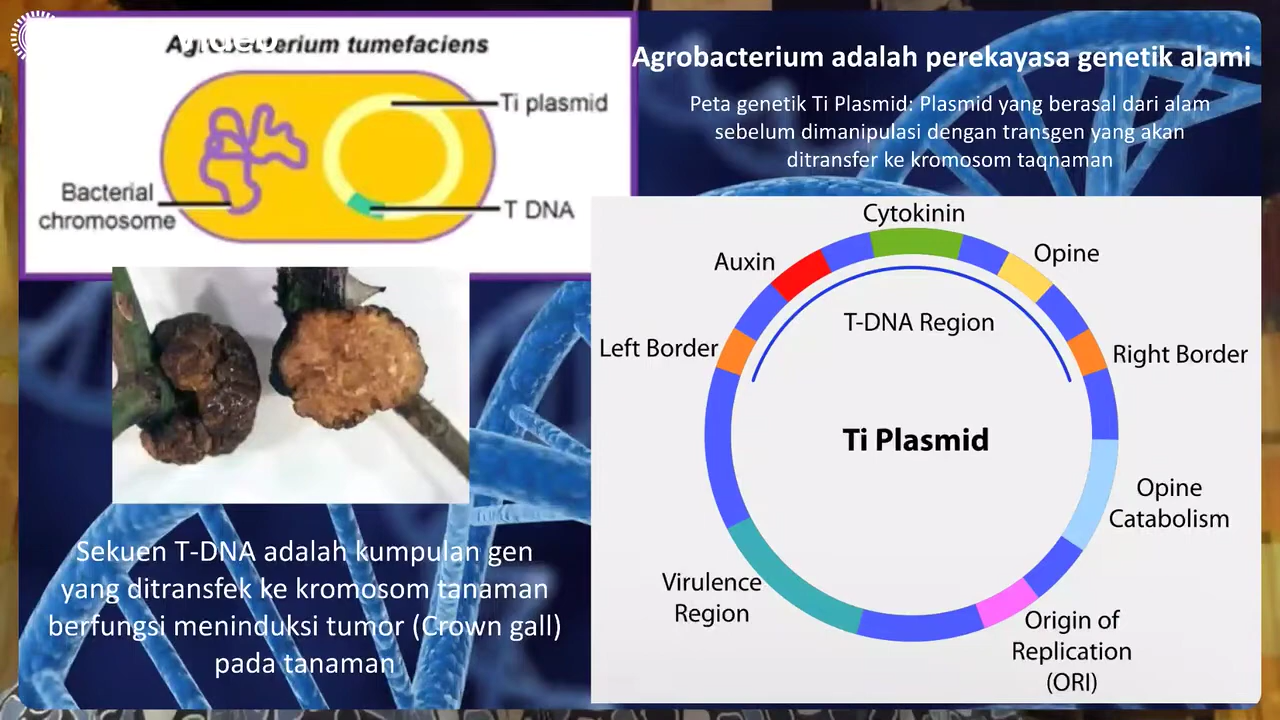 Agrobacterium tumefaciens
Ti plasmid
Bacterial
chromosome
T DNA
Agrobacterium adalah perekayasa genetik alami
Peta genetik Ti Plasmid: Plasmid yang berasal dari alam
sebelum dimanipulasi dengan transgen yang akan
ditransfer ke kromosom taqnaman
Cytokinin
Auxin
Opine
T-DNA Region
Left Border
Right Border
Ti Plasmid
Opine
Catabolism
Virulence
Region
Origin of
Replication
(ORI)
Sekuen T-DNA adalah kumpulan gen
yang ditransfek ke kromosom tanaman
berfungsi meninduksi tumor (Crown gall)
pada tanaman